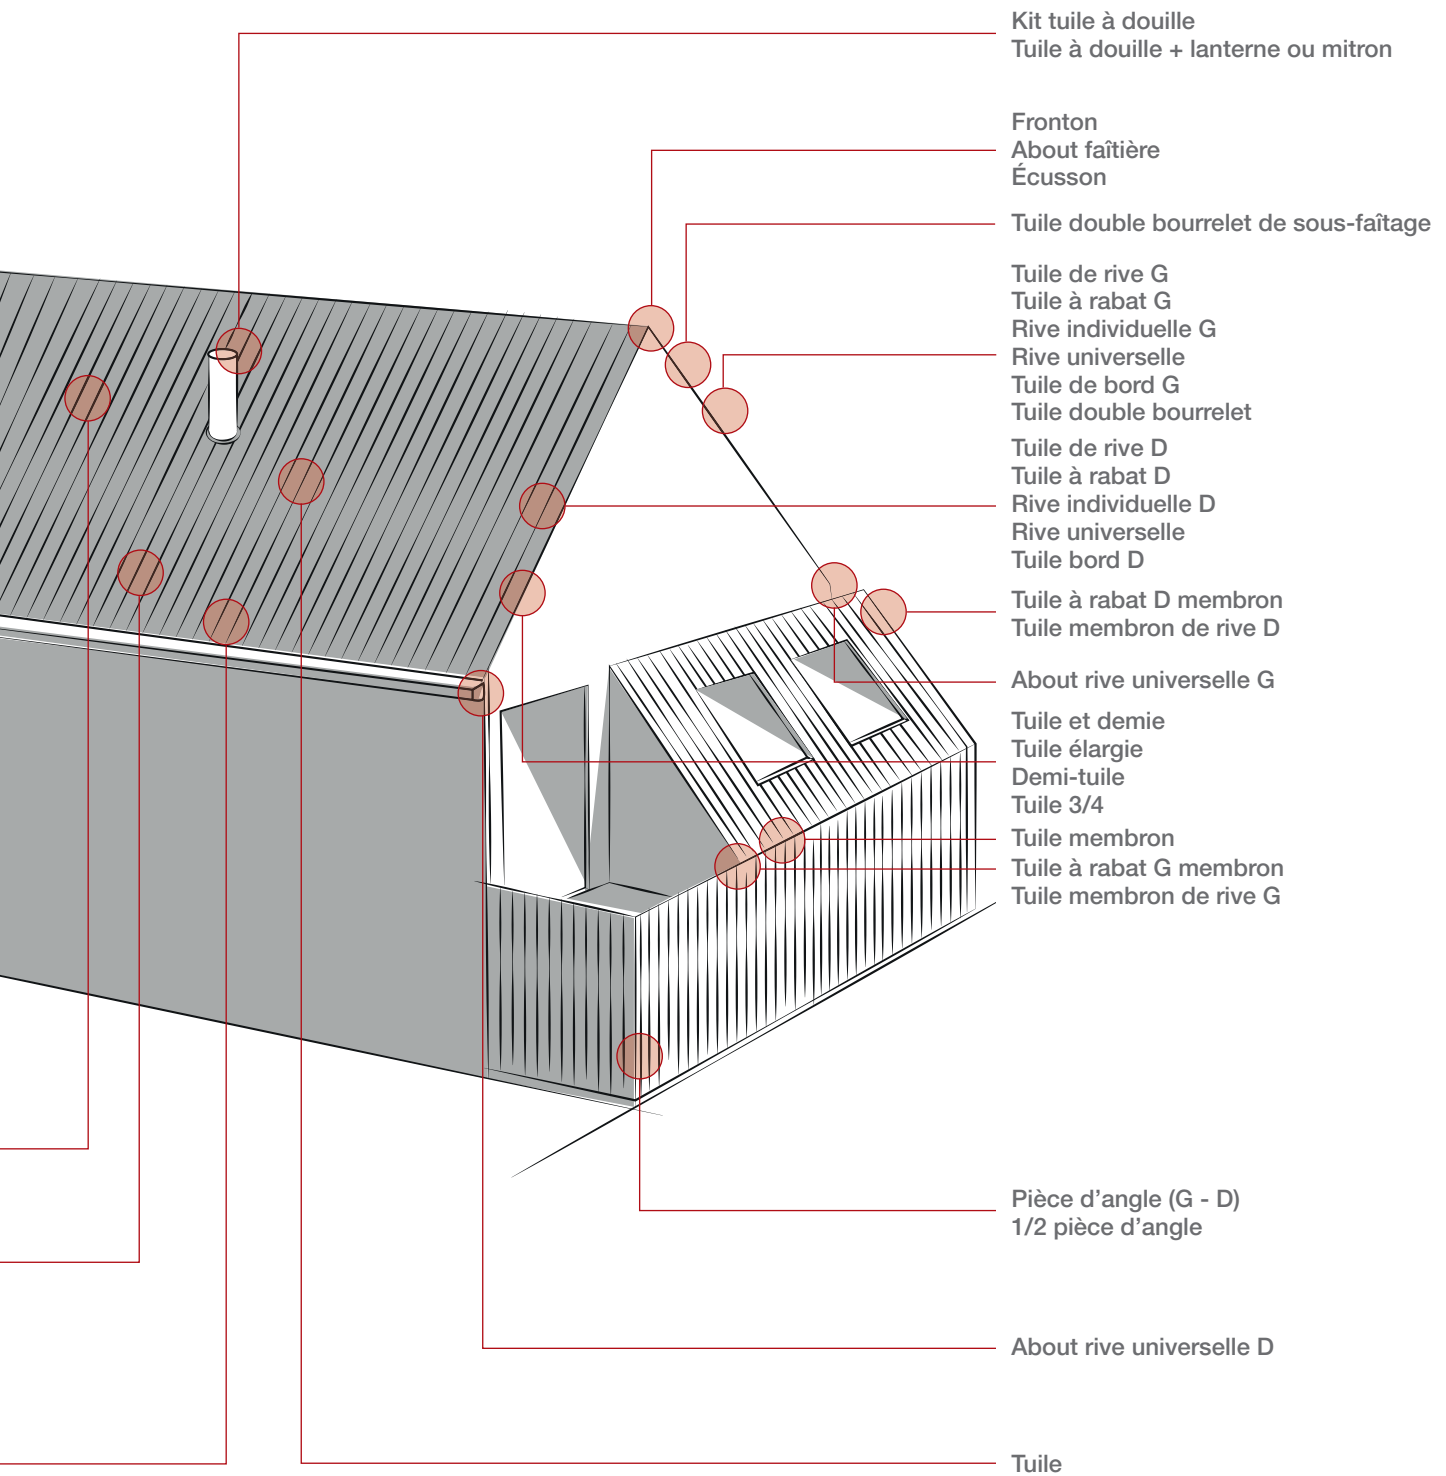 Kit tuile à douille
Tuile à douille + lanterne ou mitron
Fronton
About faîtière
Écusson
Tuile double bourrelet de sous-faîtage
Tuile de rive G
Tuile à rabat G
Rive individuelle G
Rive universelle
Tuile de bord G
Tuile double bourrelet
Tuile de rive D
Tuile à rabat D
Rive individuelle D
Rive universelle
Tuile bord D
Tuile à rabat D membron
Tuile membron de rive D
About rive universelle G
Tuile et demie
Tuile élargie
Demi-tuile
Tuile 3/4
Tuile membron
Tuile à rabat G membron
Tuile membron de rive G
Pièce d’angle (G - D)
1/2 pièce d’angle
About rive universelle D
Tuile